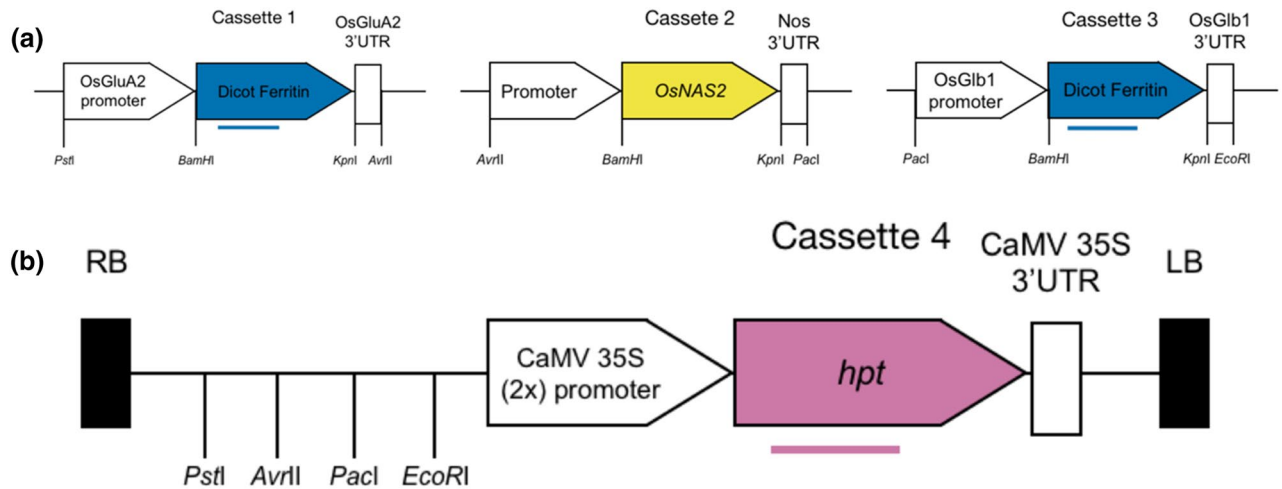 (a)
Cassette 1
OsGluA2
3'UTR
OsGluA2
promoter
Dicot Ferritin
PstI
BamHI
KpnI
AvrII
Cassette 2
Nos
3'UTR
Promoter
OsNAS2
AvrII
BamHI
KpnI
PacI
Cassette 3
OsGlb1
3'UTR
OsGlb1
promoter
Dicot Ferritin
PacI
BamHI
KpnI
EcoRI
(b)
RB
Cassette 4
CaMV 35S
3'UTR
LB
CaMV 35S
(2x) promoter
hpt
PstI
AvrII
PacI
EcoRI